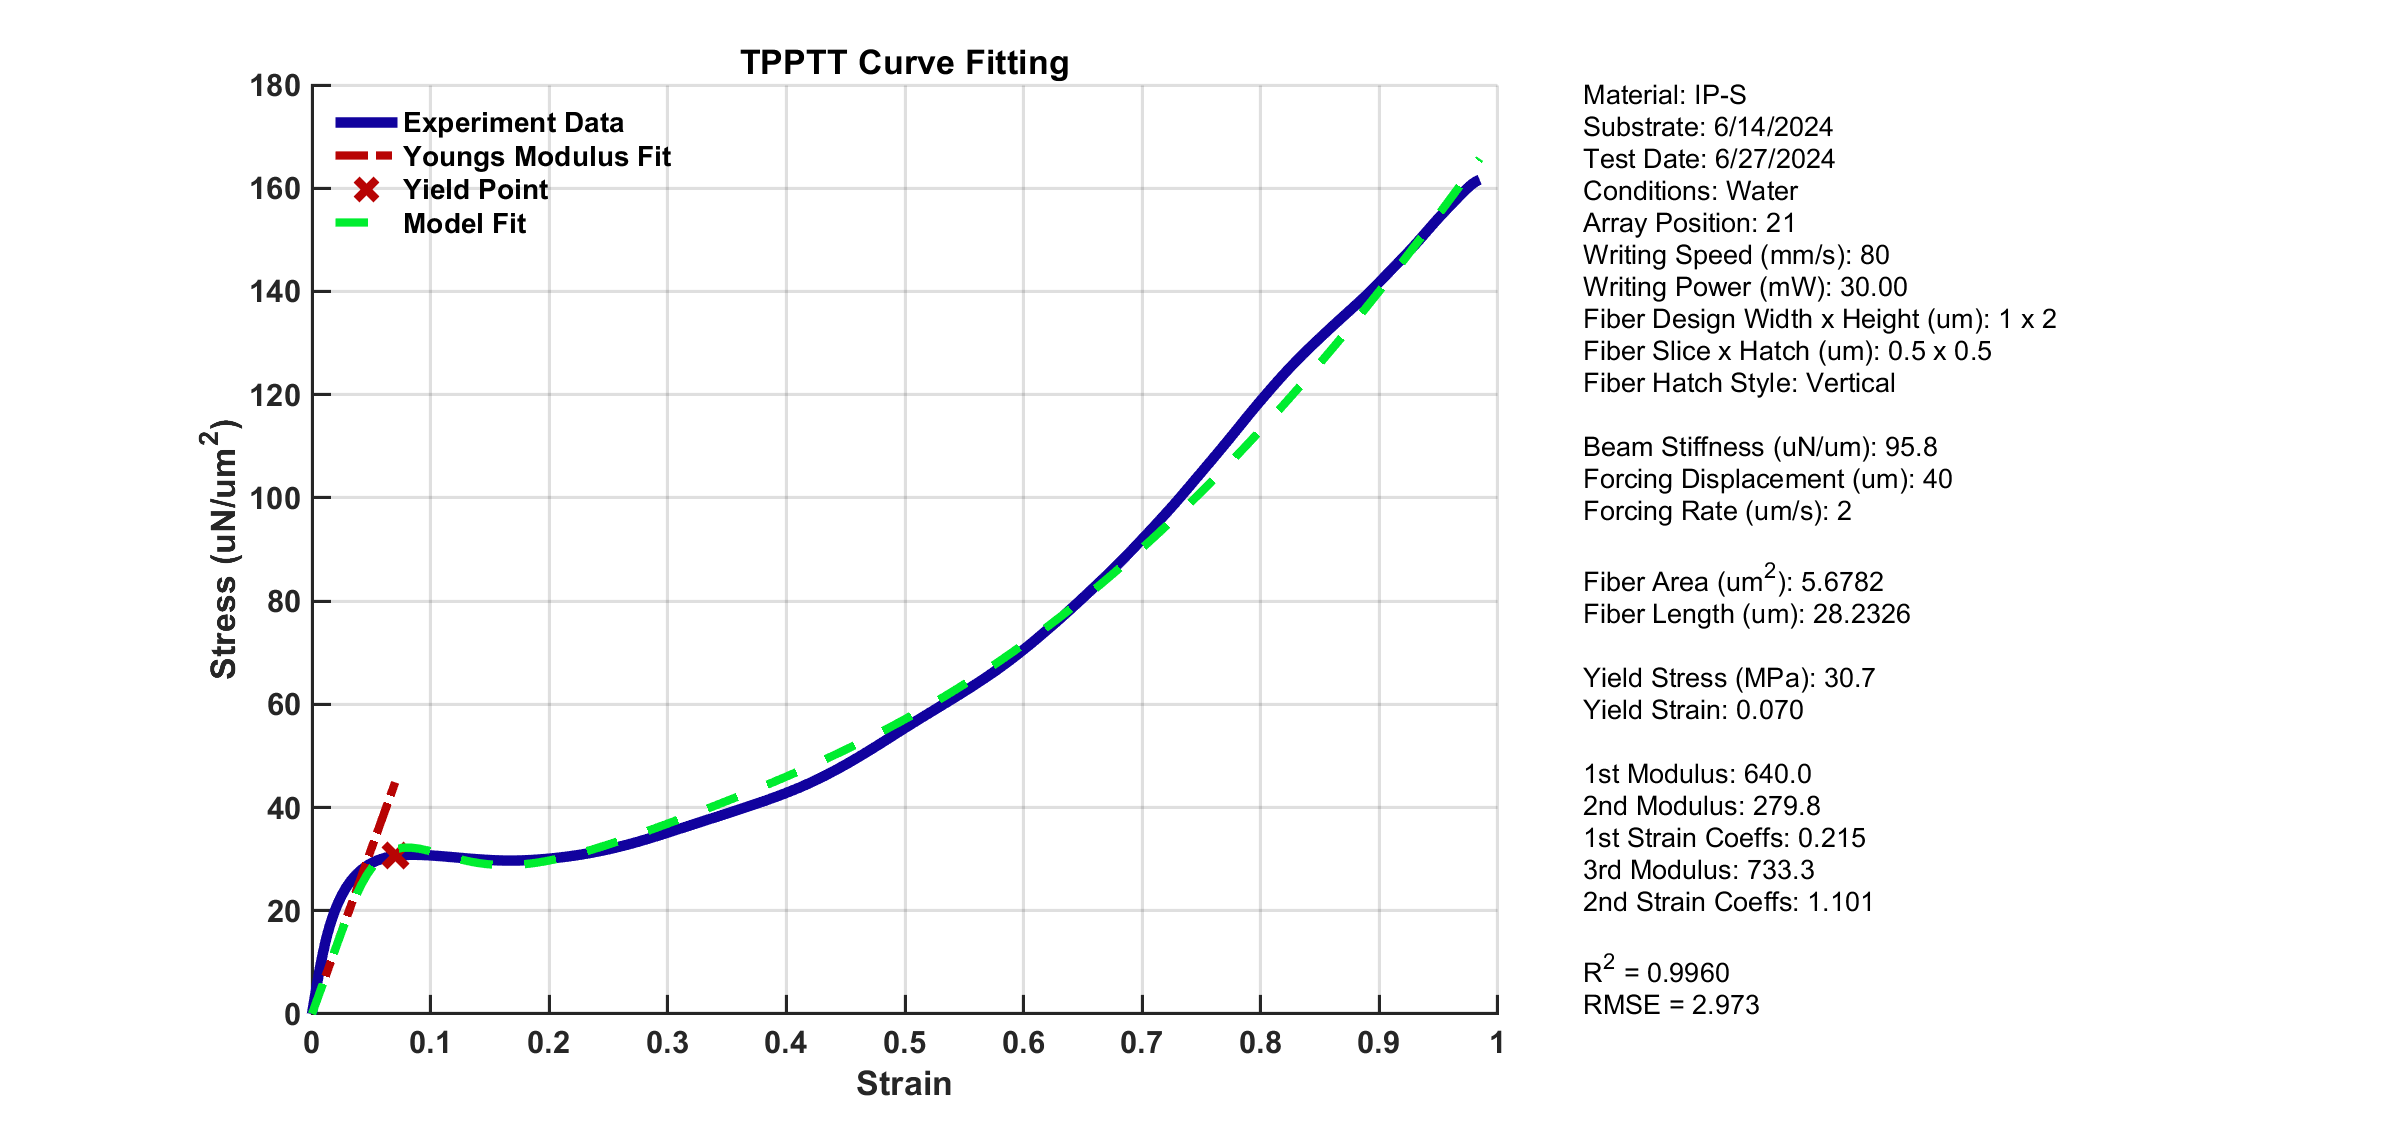 TPPTT Curve Fitting
180
160
140
120
100
80
60
40
20
0
Stress (uN/um²)
Experiment Data
Youngs Modulus Fit
Yield Point
Model Fit
0 0.1 0.2 0.3 0.4 0.5 0.6 0.7 0.8 0.9 1
Strain
Material: IP-S
Substrate: 6/14/2024
Test Date: 6/27/2024
Conditions: Water
Array Position: 21
Writing Speed (mm/s): 80
Writing Power (mW): 30.00
Fiber Design Width x Height (um): 1 x 2
Fiber Slice x Hatch (um): 0.5 x 0.5
Fiber Hatch Style: Vertical
Beam Stiffness (uN/um): 95.8
Forcing Displacement (um): 40
Forcing Rate (um/s): 2
Fiber Area (um²): 5.6782
Fiber Length (um): 28.2326
Yield Stress (MPa): 30.7
Yield Strain: 0.070
1st Modulus: 640.0
2nd Modulus: 279.8
1st Strain Coeffs: 0.215
3rd Modulus: 733.3
2nd Strain Coeffs: 1.101
R² = 0.9960
RMSE = 2.973